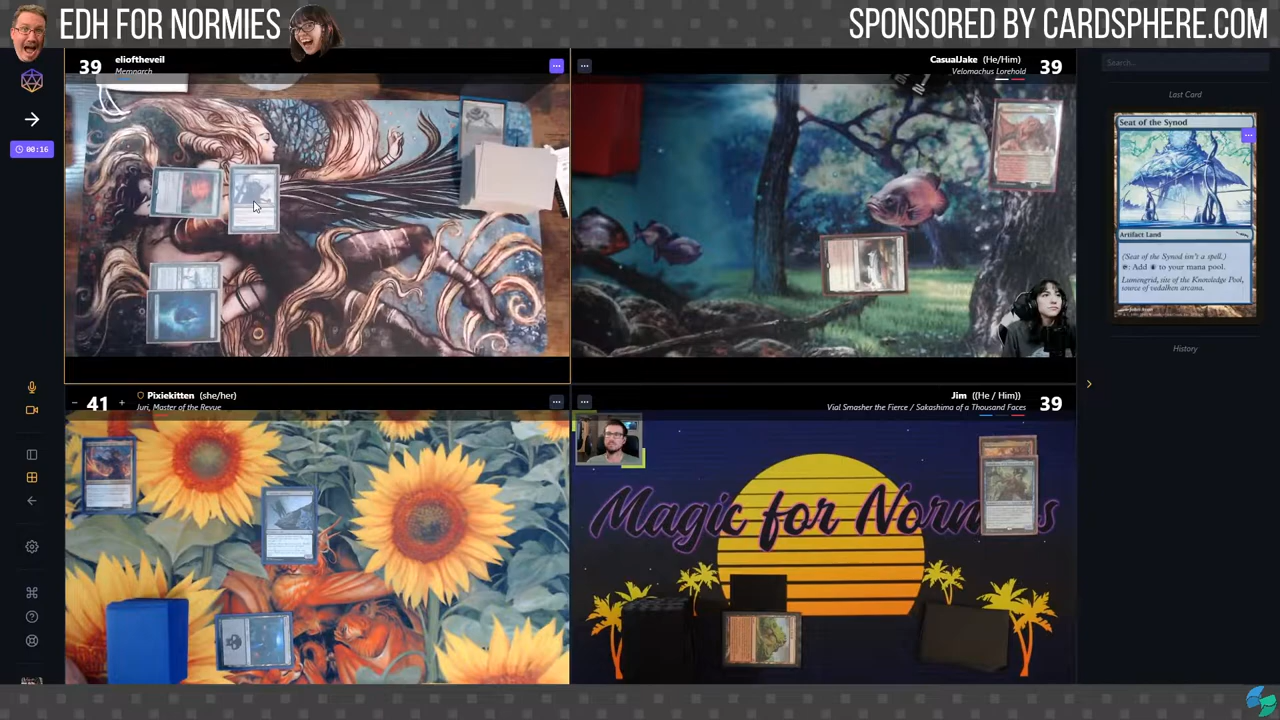 EDH FOR NORMIES
SPONSORED BY CARDSPHERE.COM
39
elioftheveil
Memnarch
CasualJake (He/Him)
Velomachus Lorehold
39
Search...
Last Card
Seat of the Synod
Artifact Land
(Seat of the Synod isn't a spell.)
: Add to your mana pool.
Lumengrid, site of the Knowledge Pool,
source of vedalken arcana.
History
00:16
- 41 +
Pixiekitten (she/her)
Juri, Master of the Revue
Jim ((He / Him))
Vial Smasher the Fierce / Sakashima of a Thousand Faces
39
Magic for Normies